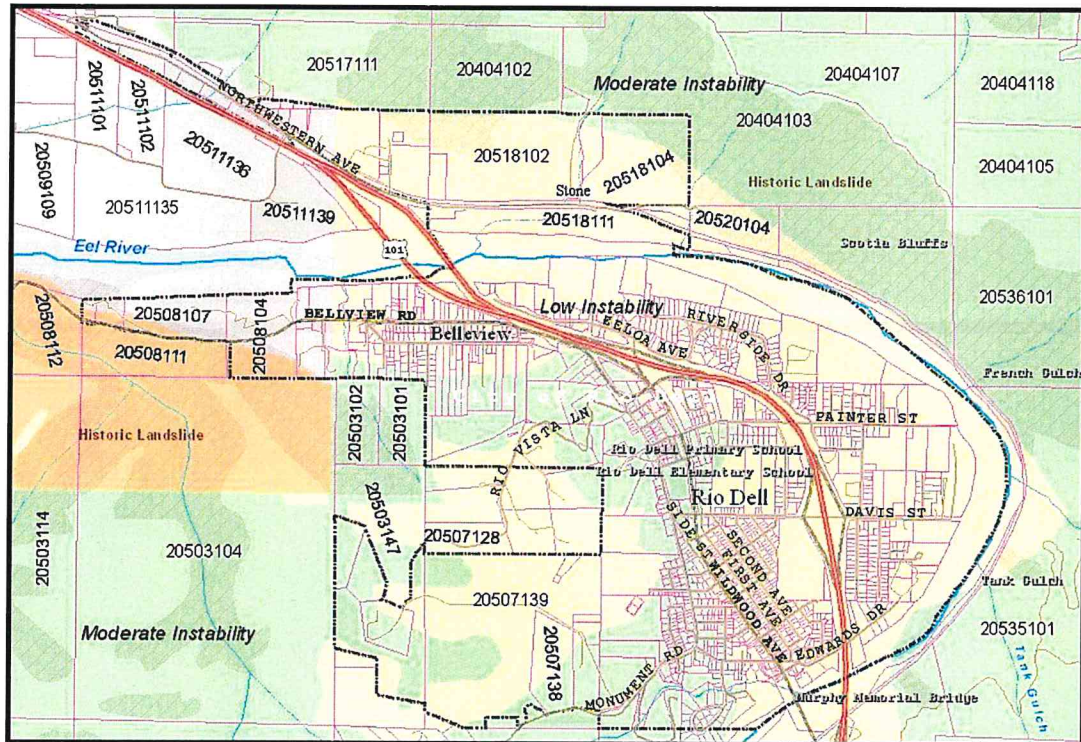 20517111
20404102
Moderate Instability
20404107
20404118
20511101
20511102
NORTHWESTERN AVE
20404103
20511136
20518102
20518104
20404105
20509109
Stone
Historic Landslide
20511135
20511139
20518111
20520104
Eel River
101
Scotia Bluffs
20508107
20508104
Low Instability
20536101
20508112
BELLVIEW RD
RIVERSIDE DR
20508111
Belleview
EELOA AVE
French Gulch
20503102
20503101
PAINTER ST
Historic Landslide
RIO VISTA LN
Rio Dell Primary School
Rio Dell Elementary School
Rio Dell
20503147
DAVIS ST
20503114
20503104
20507128
SIDE ST
SECOND AVE
FIRST AVE
WILDWOOD AVE
Tank Gulch
20507139
Moderate Instability
EDWARDS DR
20535101
20507138
MONUMENT RD
Murphy Memorial Bridge
Tank Gulch